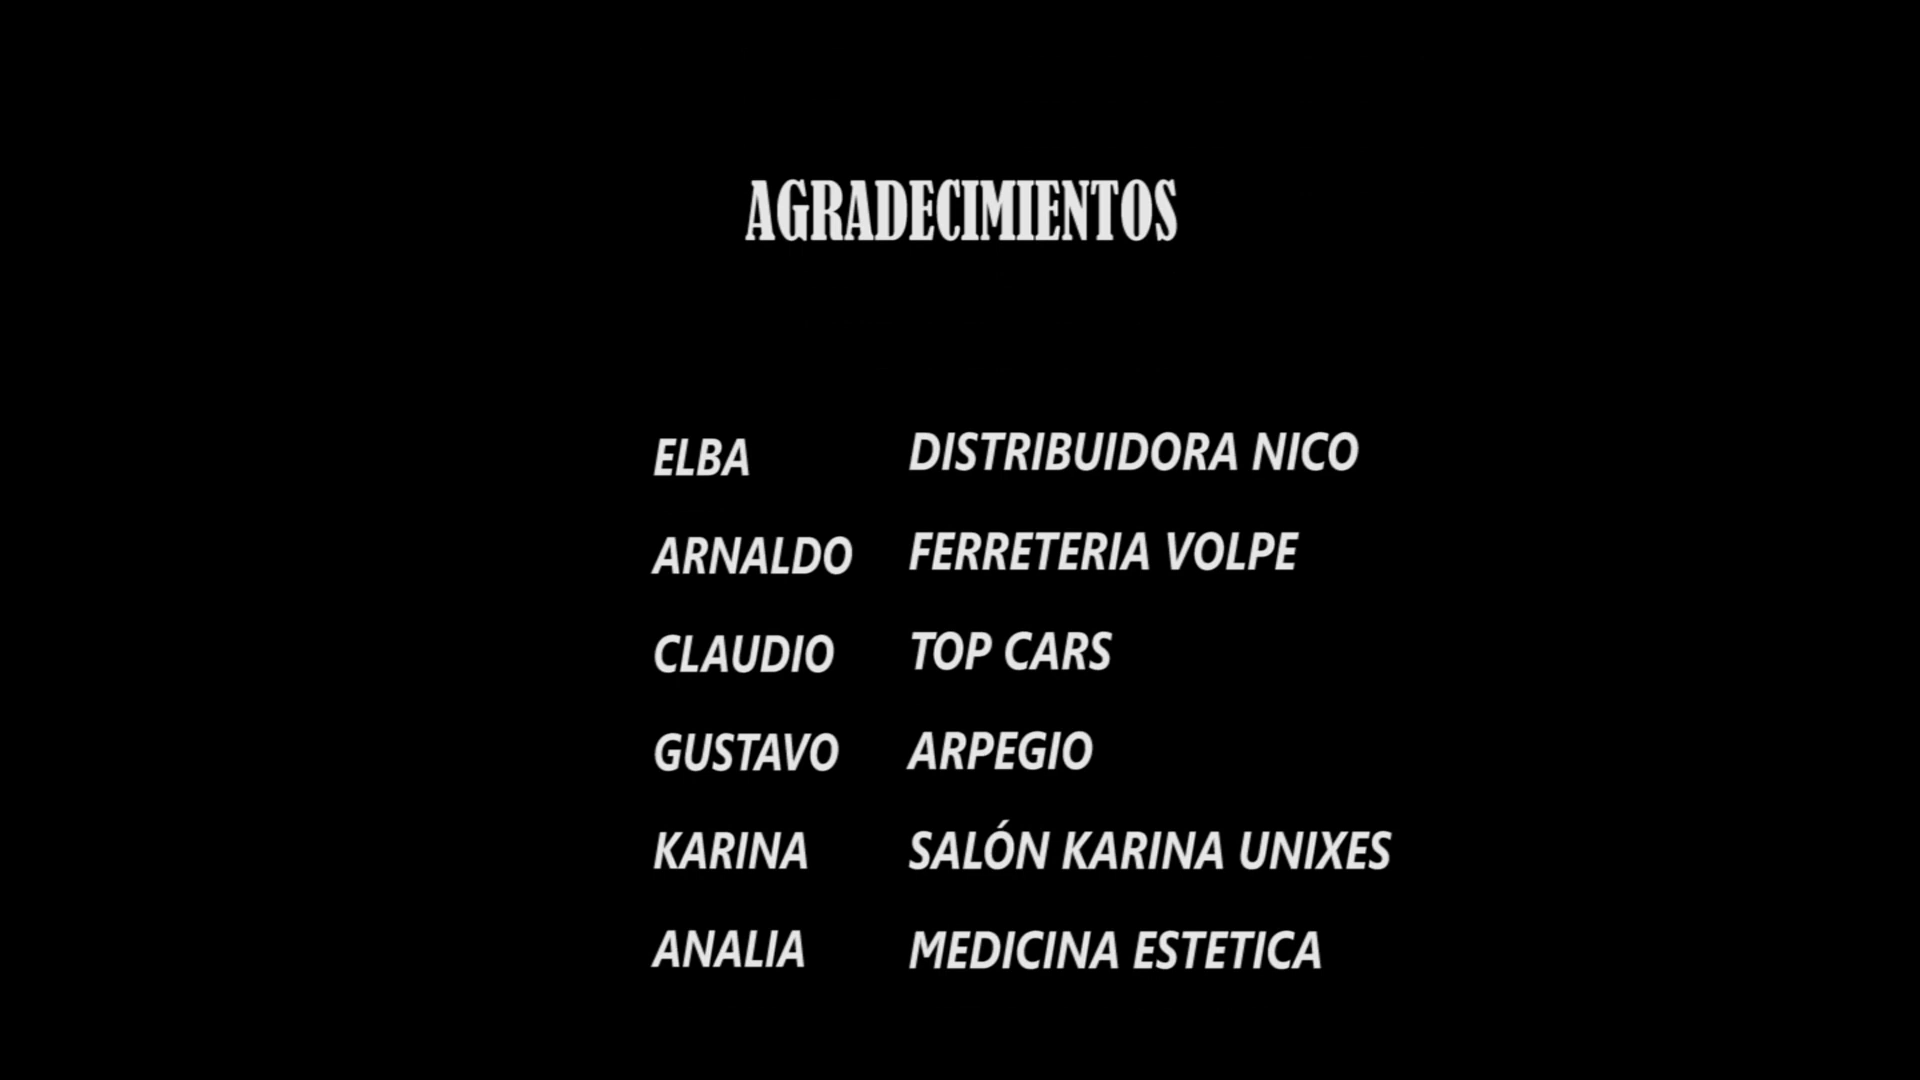 AGRADECIMIENTOS
ELBA DISTRIBUIDORA NICO
ARNALDO FERRETERIA VOLPE
CLAUDIO TOP CARS
GUSTAVO ARPEGIO
KARINA SALÓN KARINA UNIXES
ANALIA MEDICINA ESTETICA